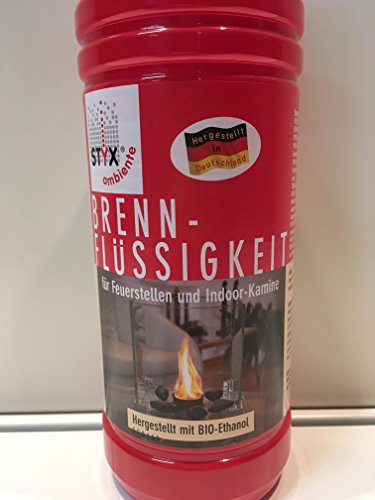 STYX®
ambiente
Hergestellt
in
Deutschland
BRENN-
FLÜSSIGKEIT
für Feuerstellen und Indoor-Kamine
Hergestellt mit BIO-Ethanol